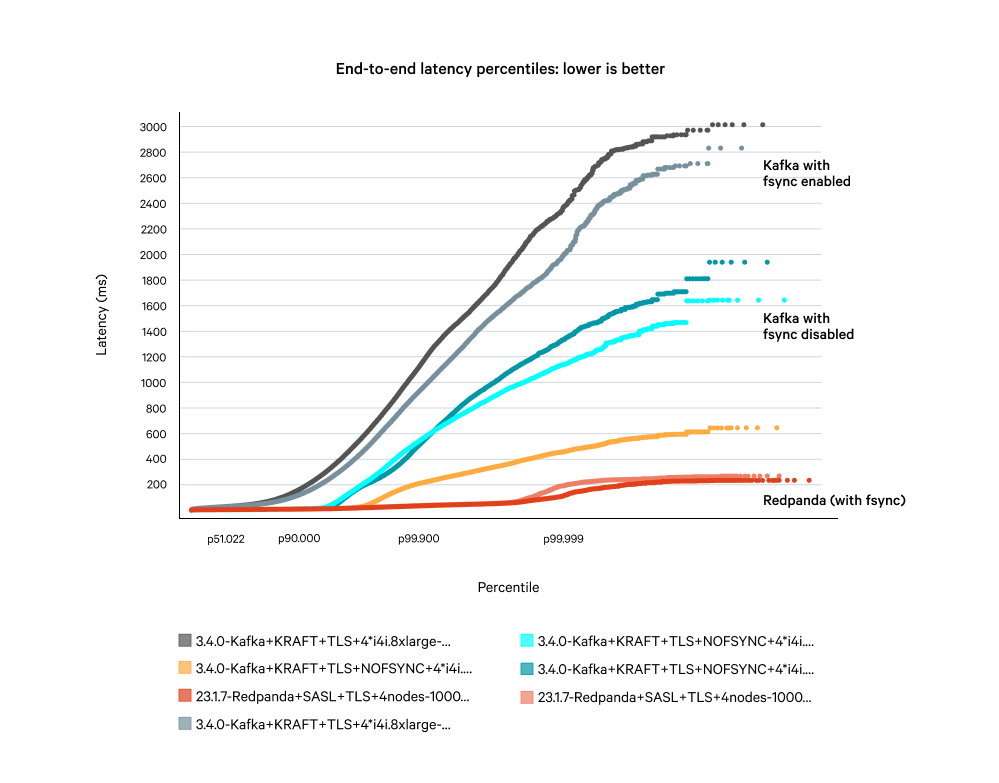 End-to-end latency percentiles: lower is better
3000
2800
2600
2400
2200
2000
1800
1600
1400
1200
1000
800
600
400
200
Latency (ms)
Kafka with
fsync enabled
Kafka with
fsync disabled
Redpanda (with fsync)
p51.022 p90.000 p99.900 p99.999
Percentile
3.4.0-Kafka+KRAFT+TLS+4*i4i.8xlarge-...
3.4.0-Kafka+KRAFT+TLS+NOFSYNC+4*i4i....
23.1.7-Redpanda+SASL+TLS+4nodes-1000...
3.4.0-Kafka+KRAFT+TLS+4*i4i.8xlarge-...
3.4.0-Kafka+KRAFT+TLS+NOFSYNC+4*i4i....
3.4.0-Kafka+KRAFT+TLS+NOFSYNC+4*i4i....
23.1.7-Redpanda+SASL+TLS+4nodes-1000...